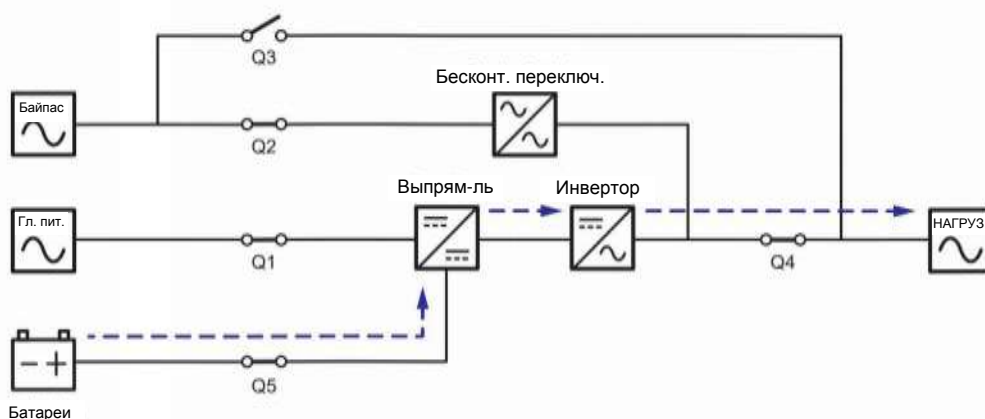 Q3
Бесконт. переключ.
Байпас
Q2
Выпрям-ль
Инвертор
Гл. пит.
НАГРУЗ
Q1
Q4
Q5
Батареи